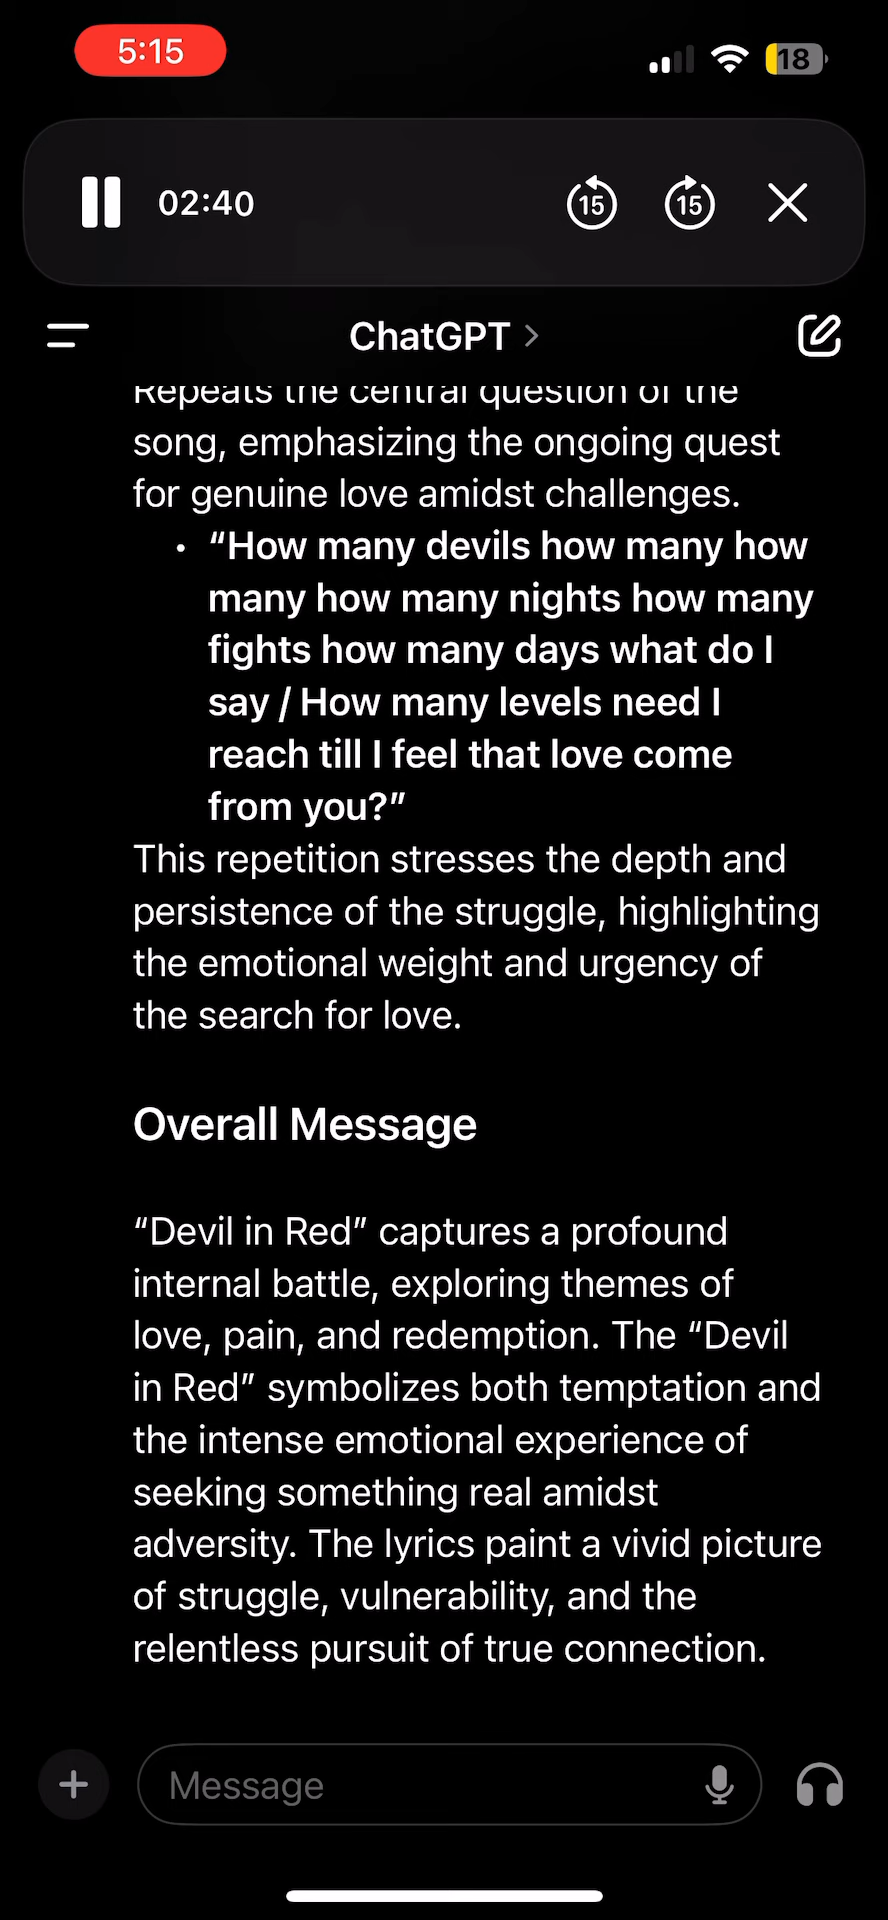 5:15
18
02:40
15
15
ChatGPT >
Repeats the central question of the
song, emphasizing the ongoing quest
for genuine love amidst challenges.
• “How many devils how many how
many how many nights how many
fights how many days what do I
say / How many levels need I
reach till I feel that love come
from you?”
This repetition stresses the depth and
persistence of the struggle, highlighting
the emotional weight and urgency of
the search for love.
Overall Message
“Devil in Red” captures a profound
internal battle, exploring themes of
love, pain, and redemption. The “Devil
in Red” symbolizes both temptation and
the intense emotional experience of
seeking something real amidst
adversity. The lyrics paint a vivid picture
of struggle, vulnerability, and the
relentless pursuit of true connection.
Message